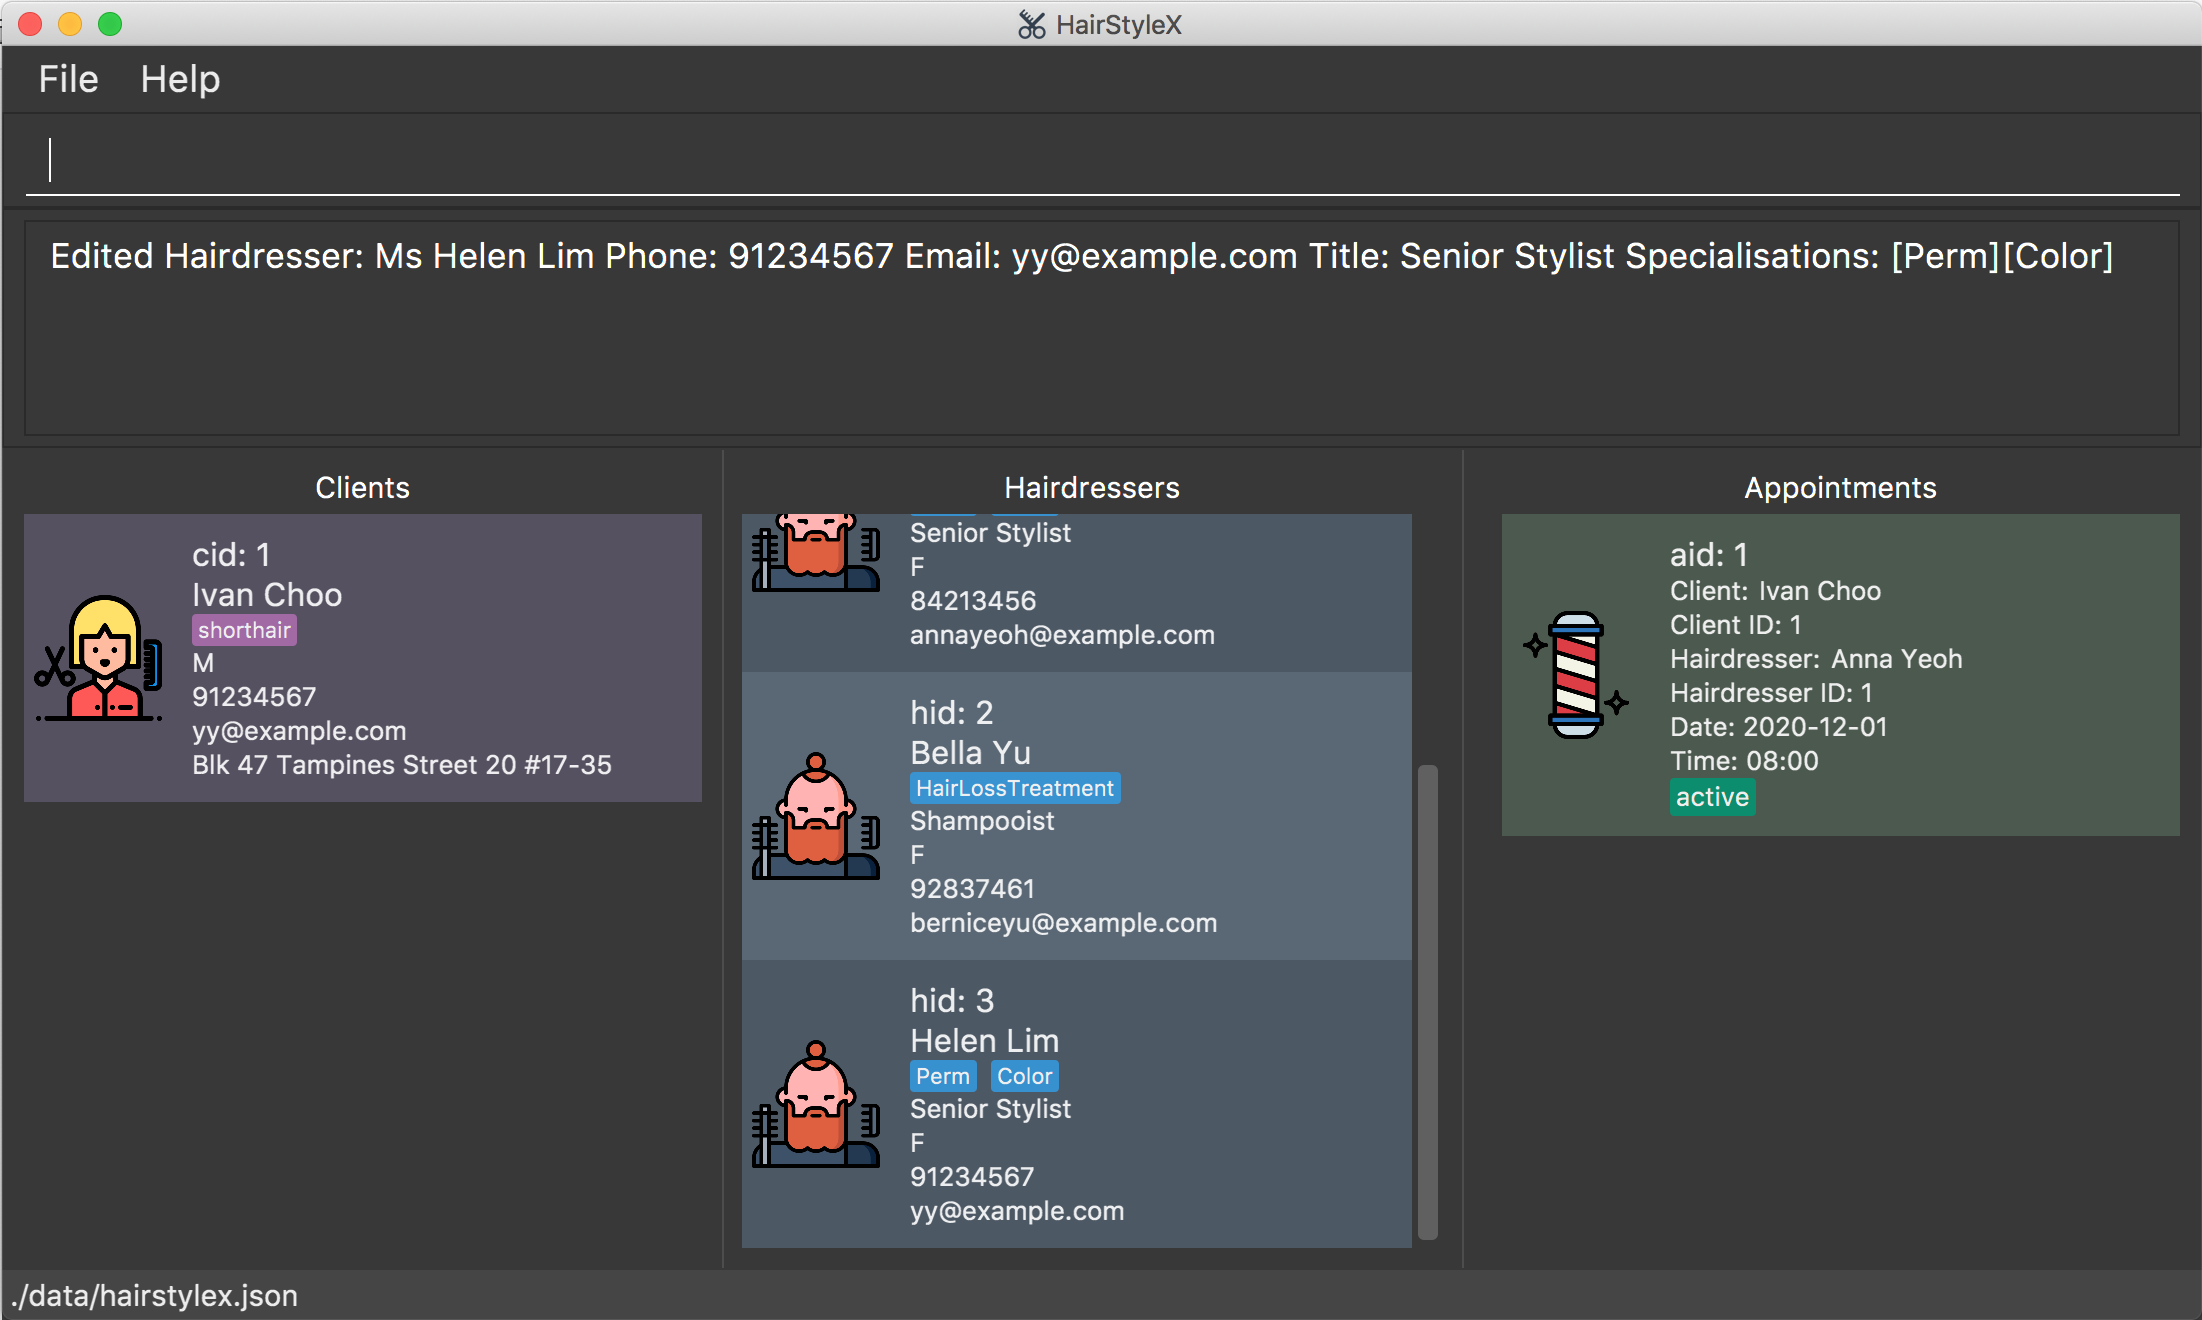 HairStyleX
File Help
Edited Hairdresser: Ms Helen Lim Phone: 91234567 Email: yy@example.com Title: Senior Stylist Specialisations: [Perm][Color]
Clients
cid: 1
Ivan Choo
shorthair
M
91234567
yy@example.com
Blk 47 Tampines Street 20 #17-35
Hairdressers
Senior Stylist
F
84213456
annayeoh@example.com
hid: 2
Bella Yu
HairLossTreatment
Shampooist
F
92837461
berniceyu@example.com
hid: 3
Helen Lim
Perm Color
Senior Stylist
F
91234567
yy@example.com
Appointments
aid: 1
Client: Ivan Choo
Client ID: 1
Hairdresser: Anna Yeoh
Hairdresser ID: 1
Date: 2020-12-01
Time: 08:00
active
./data/hairstylex.json